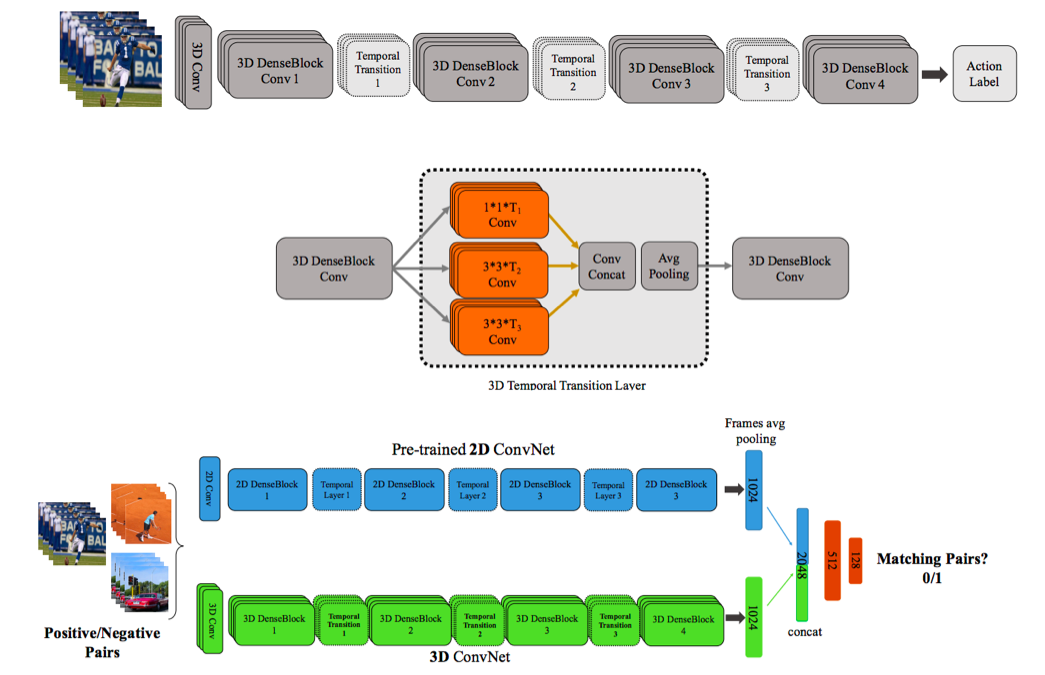 3D Conv
3D DenseBlock
Conv 1
Temporal
Transition
1
3D DenseBlock
Conv 2
Temporal
Transition
2
3D DenseBlock
Conv 3
Temporal
Transition
3
3D DenseBlock
Conv 4
Action
Label
3D DenseBlock
Conv
1*1*T₁
Conv
3*3*T₂
Conv
3*3*T₃
Conv
Conv
Concat
Avg
Pooling
3D DenseBlock
Conv
3D Temporal Transition Layer
Pre-trained 2D ConvNet
Frames avg
pooling
2D Conv
2D DenseBlock
1
Temporal
Layer 1
2D DenseBlock
2
Temporal
Layer 2
2D DenseBlock
3
Temporal
Layer 3
2D DenseBlock
3
1024
Positive/Negative
Pairs
3D Conv
3D DenseBlock
1
Temporal
Transition
1
3D DenseBlock
2
Temporal
Transition
2
3D DenseBlock
3
Temporal
Transition
3
3D DenseBlock
4
1024
3D ConvNet
2048
concat
512
128
Matching Pairs?
0/1